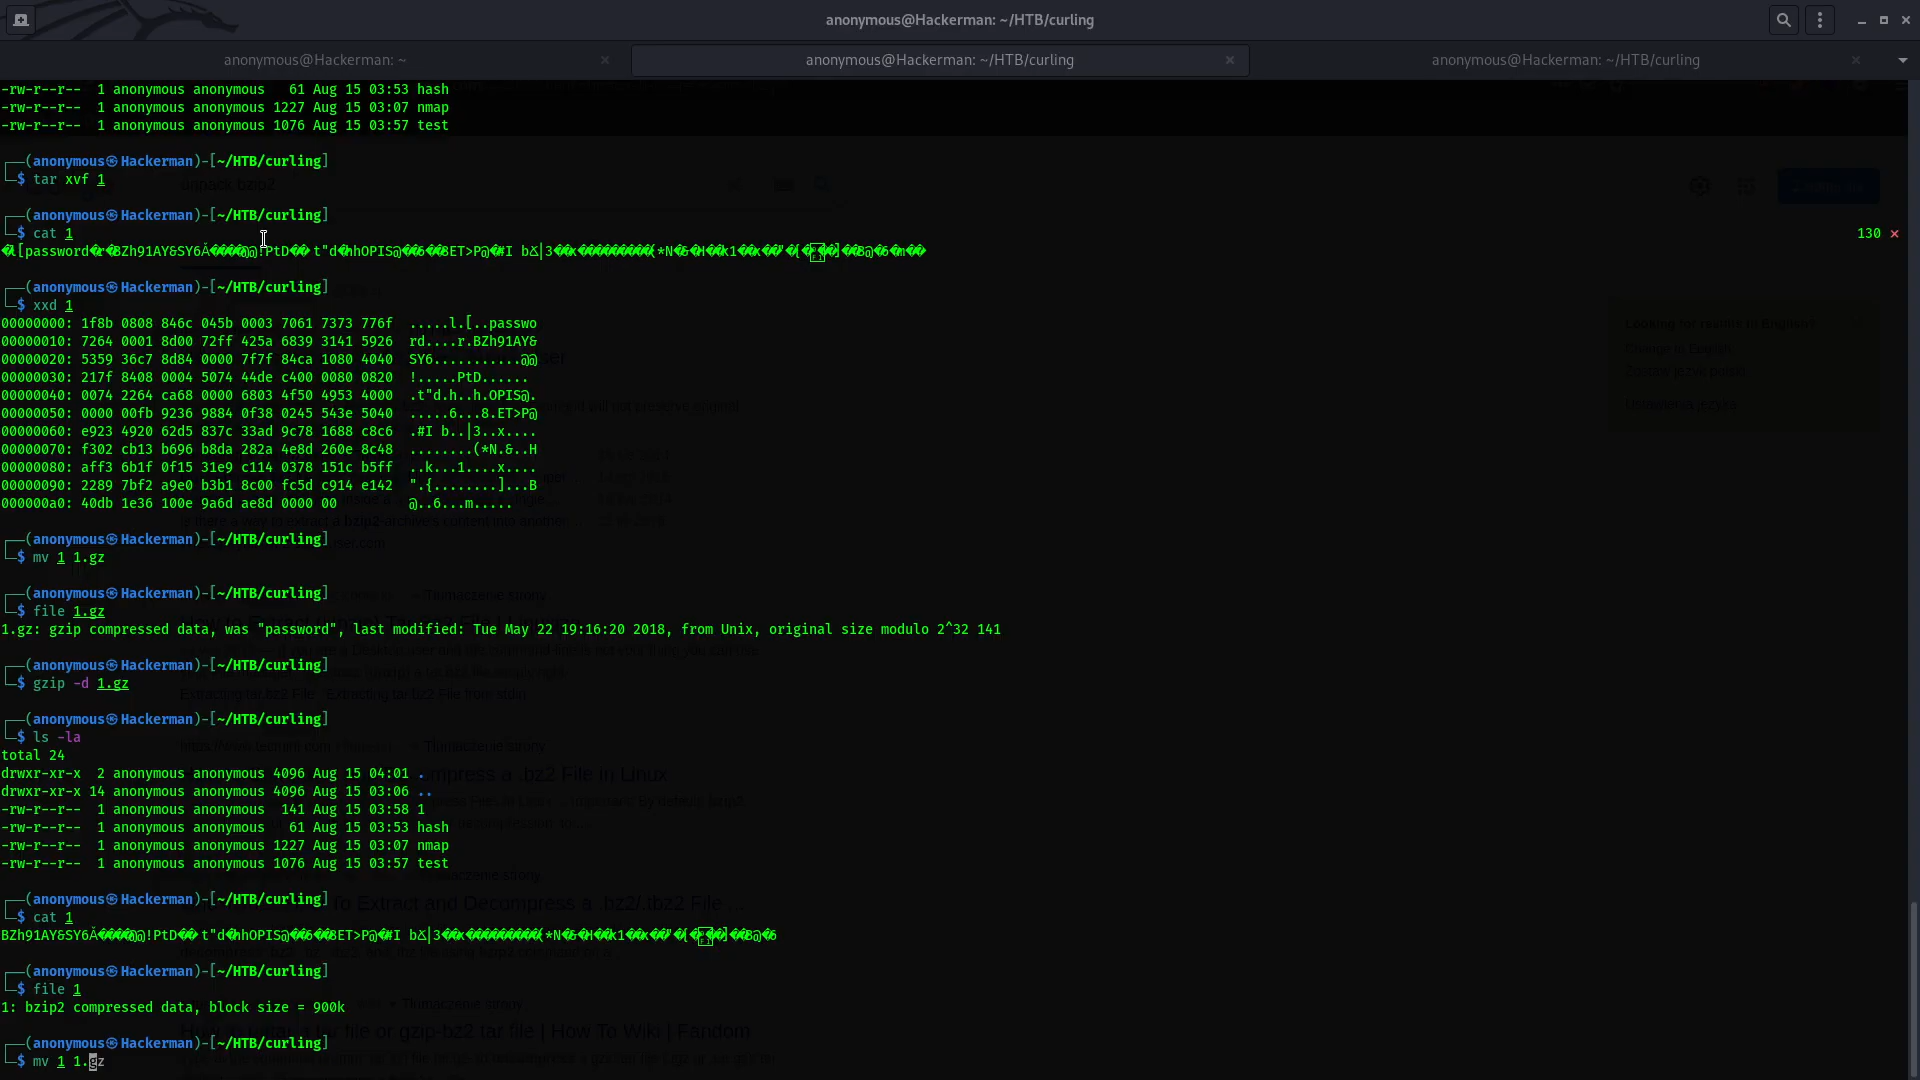 anonymous@Hackerman: ~/HTB/curling
anonymous@Hackerman: ~
anonymous@Hackerman: ~/HTB/curling
anonymous@Hackerman: ~/HTB/curling
-rw-r--r--  1 anonymous anonymous   61 Aug 15 03:53 hash
-rw-r--r--  1 anonymous anonymous 1227 Aug 15 03:07 nmap
-rw-r--r--  1 anonymous anonymous 1076 Aug 15 03:57 test
┌──(anonymous㉿Hackerman)-[~/HTB/curling]
└─$ tar xvf 1
┌──(anonymous㉿Hackerman)-[~/HTB/curling]
└─$ cat 1
130 ⨯
┌──(anonymous㉿Hackerman)-[~/HTB/curling]
└─$ xxd 1
00000000: 1f8b 0808 846c 045b 0003 7061 7373 776f  .....l.[..passwo
00000010: 7264 0001 8d00 72ff 425a 6839 3141 5926  rd....r.BZh91AY&
00000020: 5359 36c7 8d84 0000 7f7f 84ca 1080 4040  SY6...........@@
00000030: 217f 8408 0004 5074 44de c400 0080 0820  !.....PtD......
00000040: 0074 2264 ca68 0000 6803 4f50 4953 4000  .t"d.h..h.OPIS@.
00000050: 0000 00fb 9236 9884 0f38 0245 543e 5040  .....6...8.ET>P@
00000060: e923 4920 62d5 837c 33ad 9c78 1688 c8c6  .#I b..|3..x....
00000070: f302 cb13 b696 b8da 282a 4e8d 260e 8c48  ........(*N.&..H
00000080: aff3 6b1f 0f15 31e9 c114 0378 151c b5ff  ..k...1....x....
00000090: 2289 7bf2 a9e0 b3b1 8c00 fc5d c914 e142  ".{........]...B
000000a0: 40db 1e36 100e 9a6d ae8d 0000 00         @..6...m.....
┌──(anonymous㉿Hackerman)-[~/HTB/curling]
└─$ mv 1 1.gz
┌──(anonymous㉿Hackerman)-[~/HTB/curling]
└─$ file 1.gz
1.gz: gzip compressed data, was "password", last modified: Tue May 22 19:16:20 2018, from Unix, original size modulo 2^32 141
┌──(anonymous㉿Hackerman)-[~/HTB/curling]
└─$ gzip -d 1.gz
┌──(anonymous㉿Hackerman)-[~/HTB/curling]
└─$ ls -la
total 24
drwxr-xr-x  2 anonymous anonymous 4096 Aug 15 04:01 .
drwxr-xr-x 14 anonymous anonymous 4096 Aug 15 03:06 ..
-rw-r--r--  1 anonymous anonymous  141 Aug 15 03:58 1
-rw-r--r--  1 anonymous anonymous   61 Aug 15 03:53 hash
-rw-r--r--  1 anonymous anonymous 1227 Aug 15 03:07 nmap
-rw-r--r--  1 anonymous anonymous 1076 Aug 15 03:57 test
┌──(anonymous㉿Hackerman)-[~/HTB/curling]
└─$ cat 1
┌──(anonymous㉿Hackerman)-[~/HTB/curling]
└─$ file 1
1: bzip2 compressed data, block size = 900k
┌──(anonymous㉿Hackerman)-[~/HTB/curling]
└─$ mv 1 1.gz